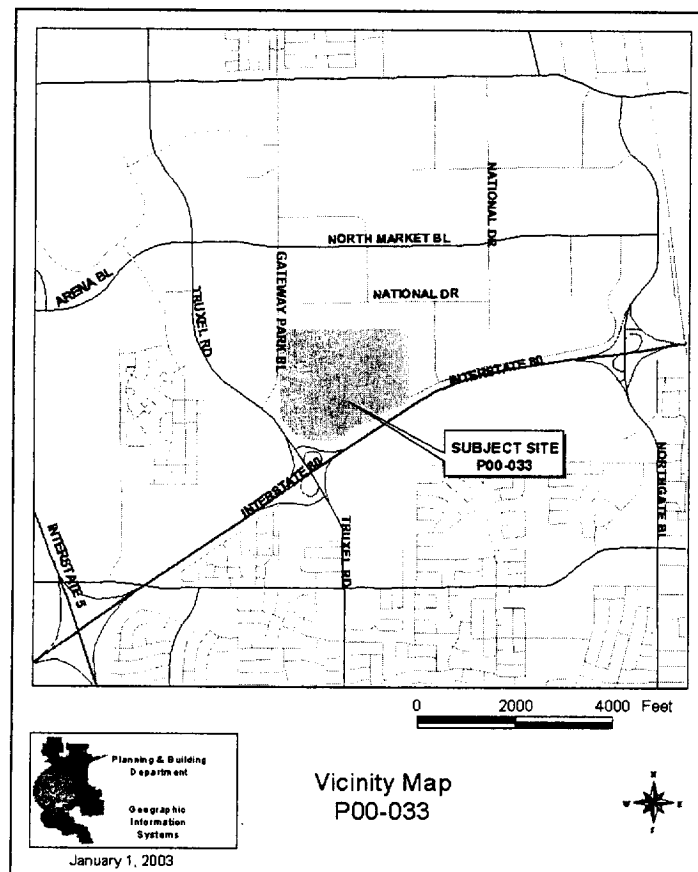 NATIONAL DR
NORTH MARKET BL
ARENA BL
TRUXEL RD
GATEWAY PARK BL
NATIONAL DR
INTERSTATE 80
SUBJECT SITE
P00-033
INTERSTATE 80
NORTHGATE BL
TRUXEL RD
INTERSTATE 5
0 2000 4000 Feet
Planning & Building
Department
Geographic
Information
Systems
January 1, 2003
Vicinity Map
P00-033
N
W E
S